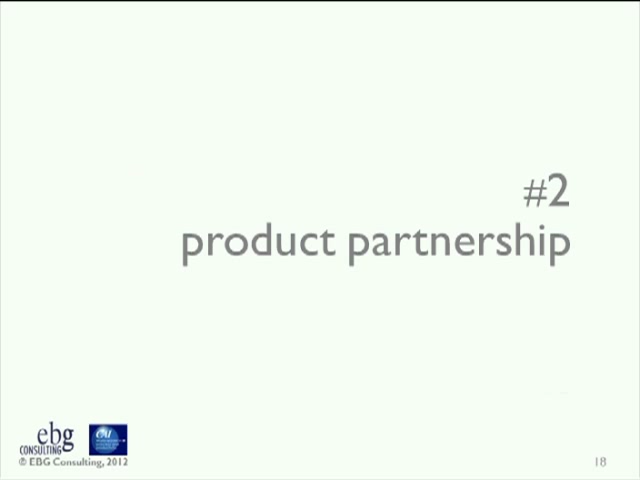 #2
product partnership
ebg
CONSULTING
© EBG Consulting, 2012
18